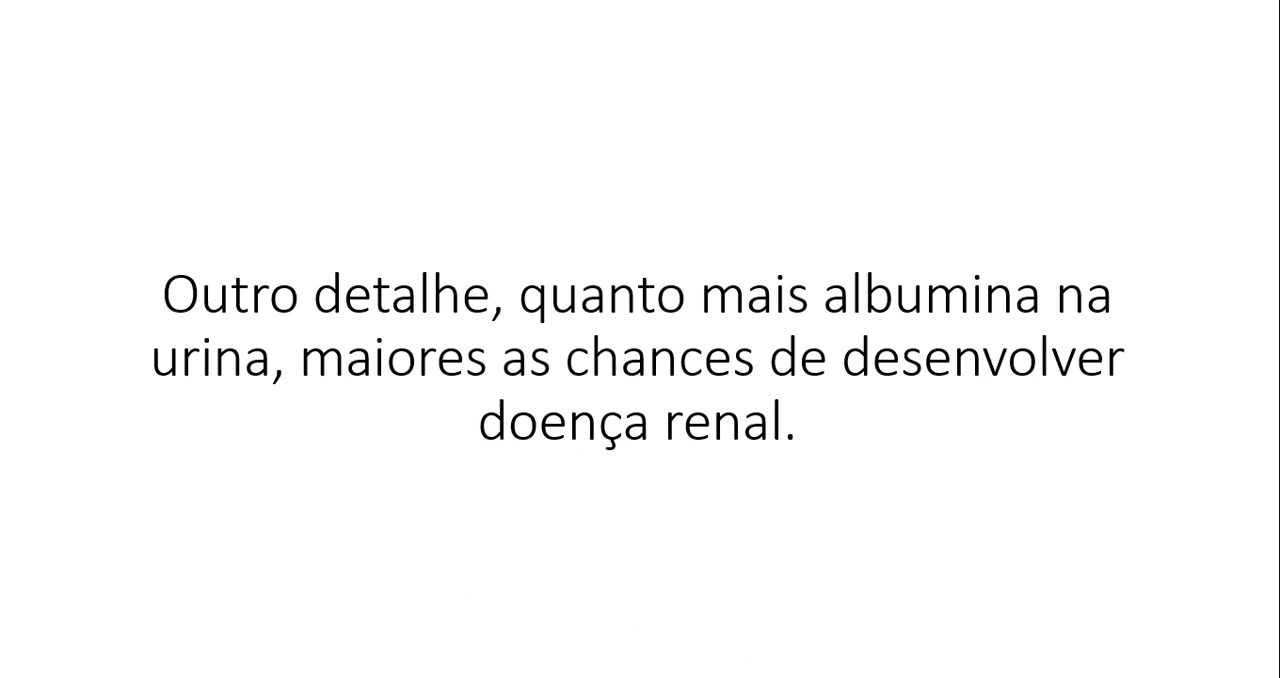 Outro detalhe, quanto mais albumina na
urina, maiores as chances de desenvolver
doença renal.